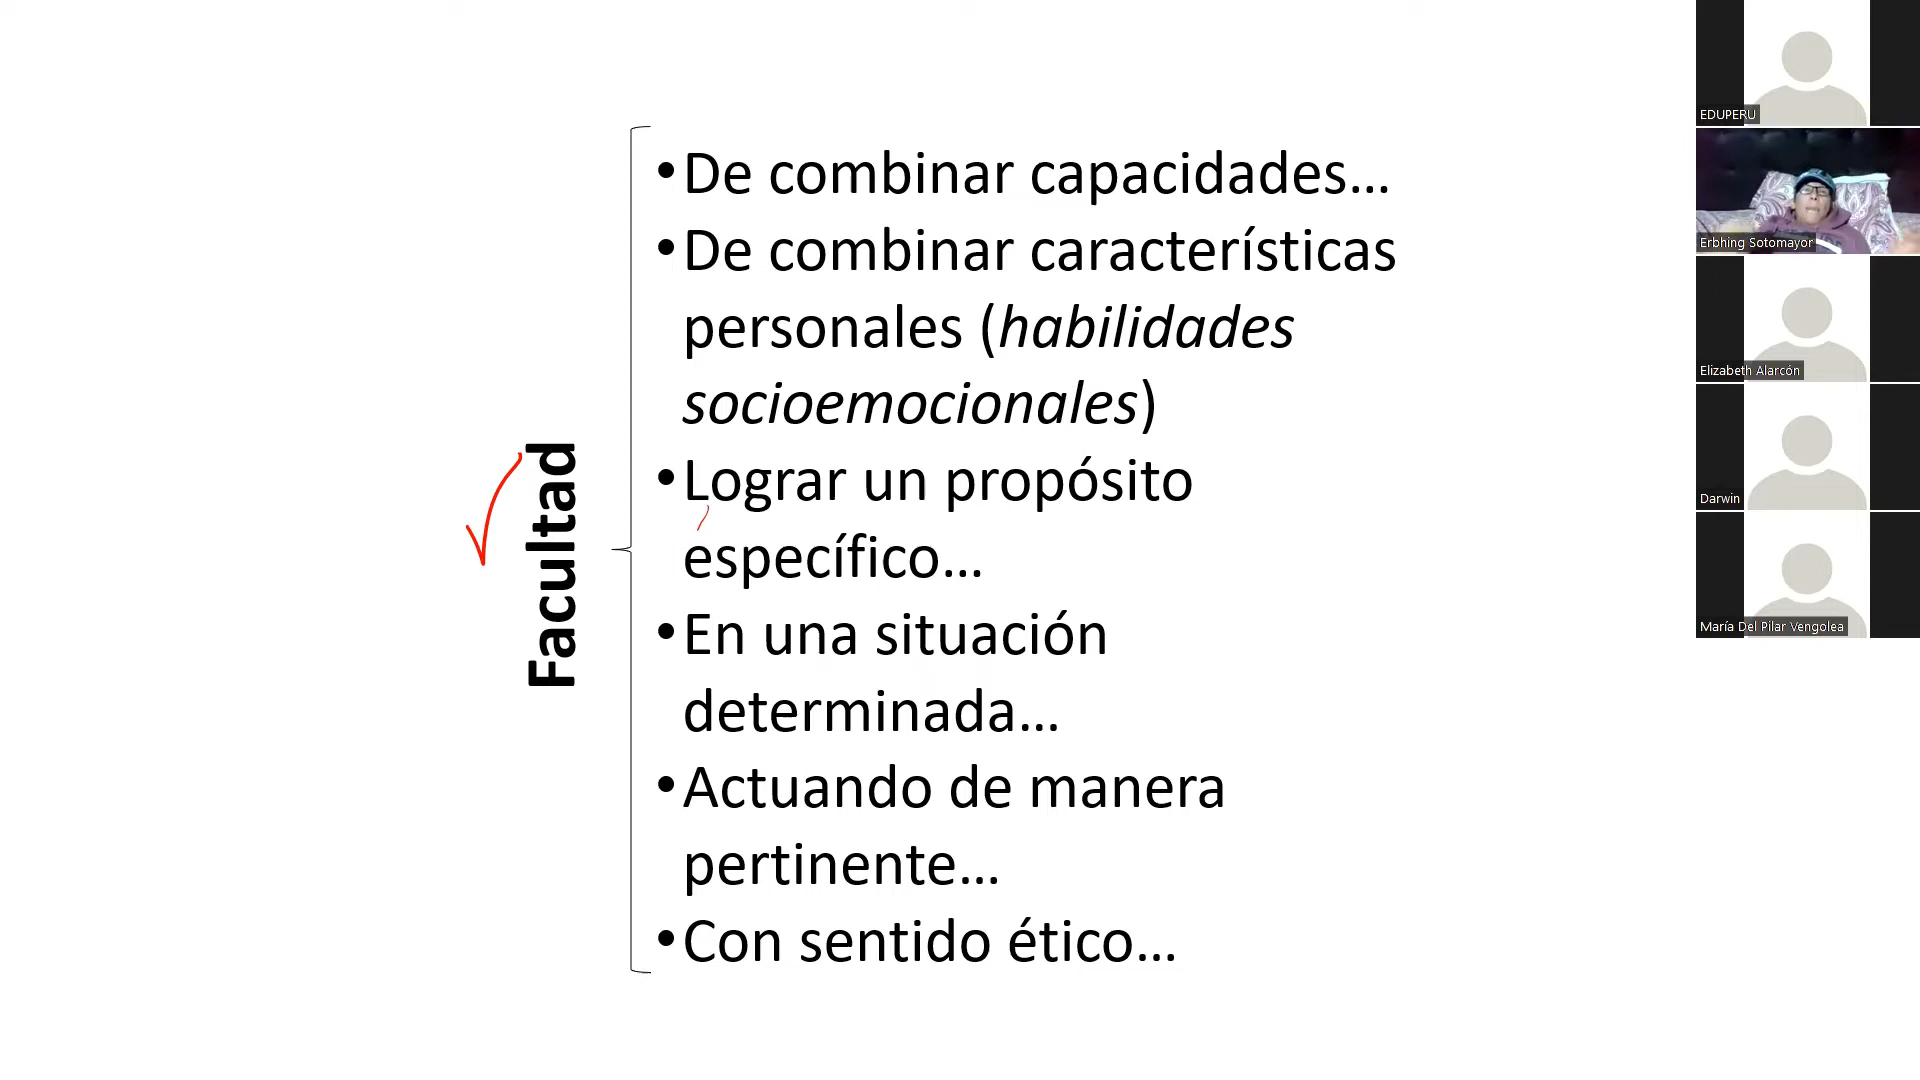 Facultad
•De combinar capacidades...
•De combinar características
personales (habilidades
socioemocionales)
•Lograr un propósito
específico...
•En una situación
determinada...
•Actuando de manera
pertinente...
•Con sentido ético...
EDUPERU
Erbhing Sotomayor
Elizabeth Alarcón
Darwin
María Del Pilar Vengolea